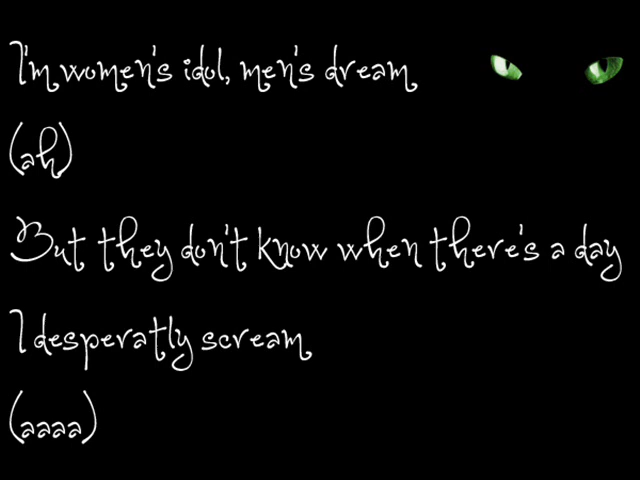 I'm women's idol, men's dream
(ah)
But they don't know when there's a day
I desperatly scream
(aaaa)